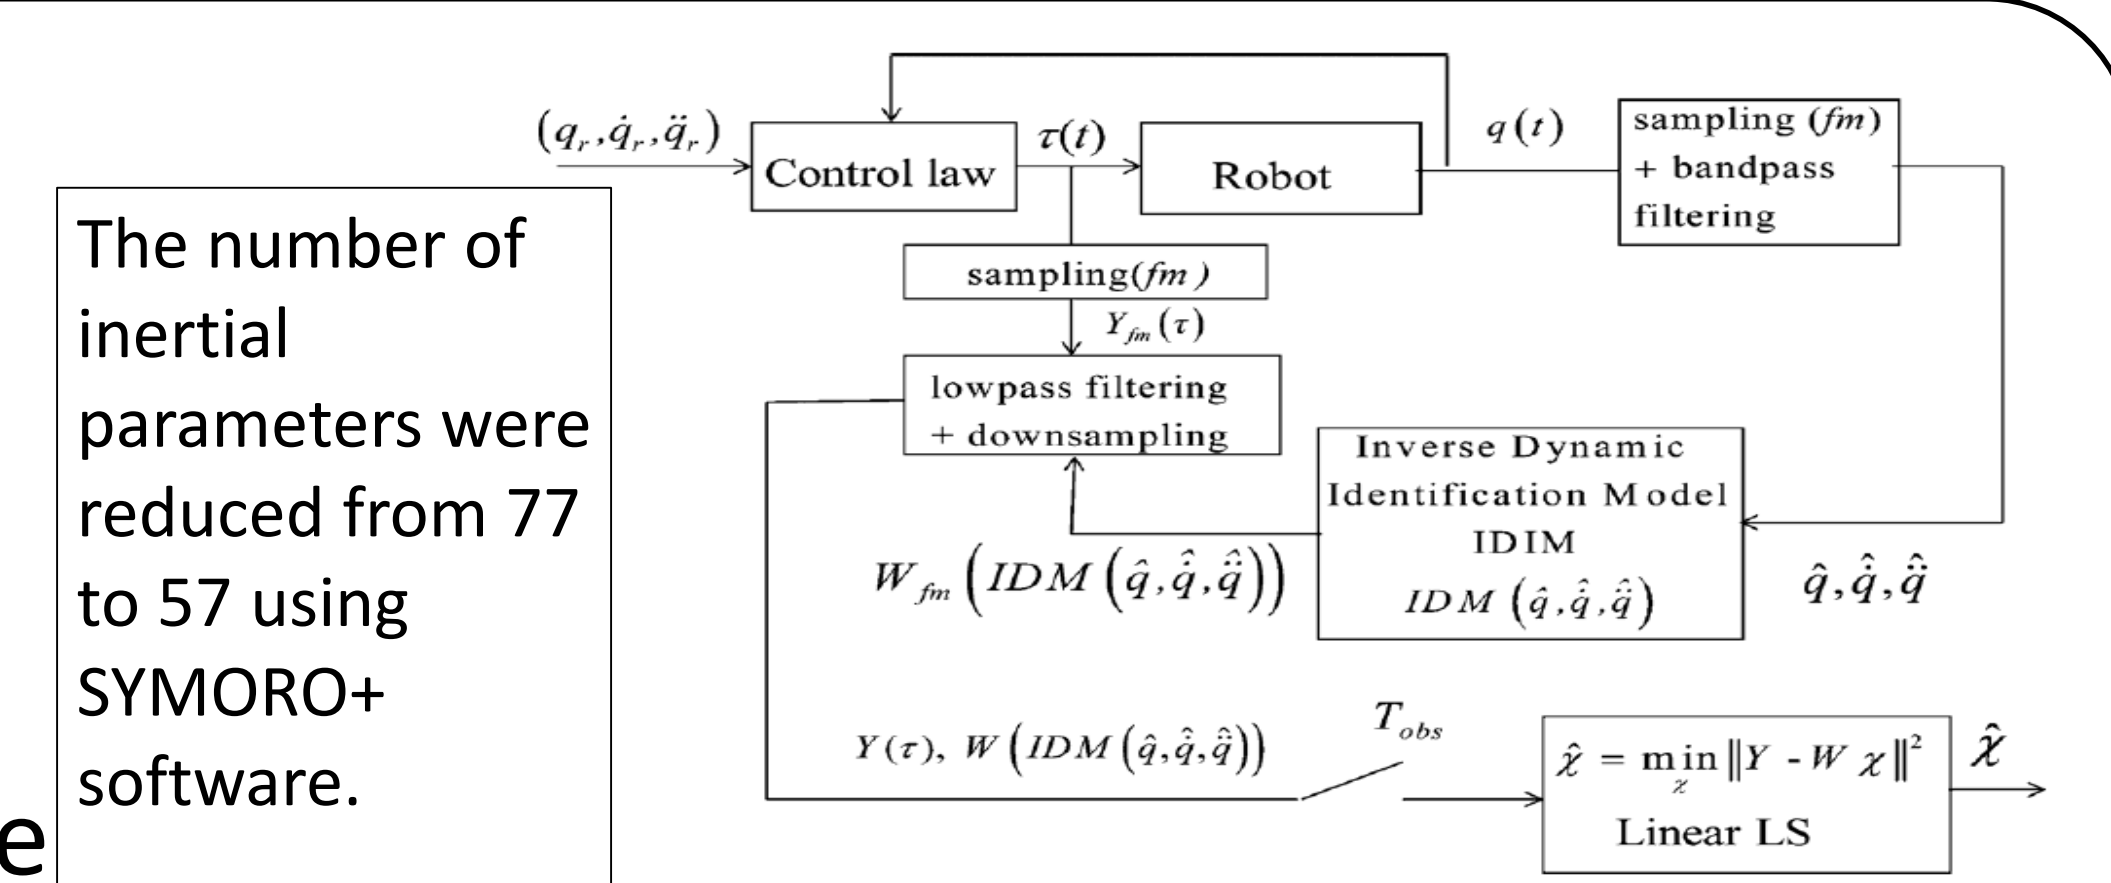 The number of
inertial
parameters were
reduced from 77
to 57 using
SYMORO+
software.
e
(q_r, q̇_r, q̈_r)
Control law
τ(t)
Robot
q(t)
sampling (fm)
+ bandpass
filtering
sampling(fm)
Y_fm(τ)
lowpass filtering
+ downsampling
Inverse Dynamic
Identification Model
IDIM
IDM (q̂, q̇̂, q̈̂)
q̂, q̇̂, q̈̂
W_fm (IDM (q̂, q̇̂, q̈̂))
Y(τ), W (IDM (q̂, q̇̂, q̈̂))
T_obs
χ̂ = min_χ ‖Y - W χ‖²
Linear LS
χ̂